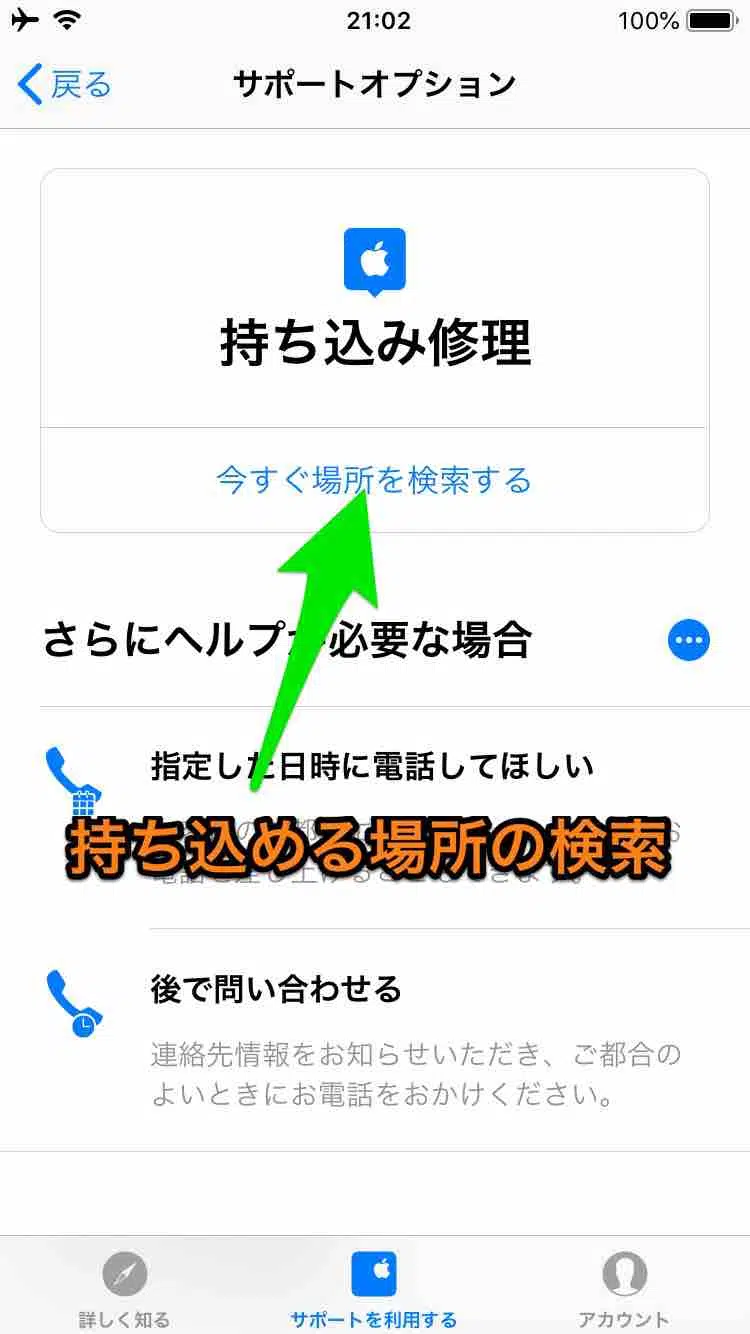 21:02
100%
戻る
サポートオプション
持ち込み修理
今すぐ場所を検索する
さらにヘルプが必要な場合
指定した日時に電話してほしい
持ち込める場所の検索
後で問い合わせる
連絡先情報をお知らせいただき、ご都合の
よいときにお電話をおかけください。
詳しく知る
サポートを利用する
アカウント